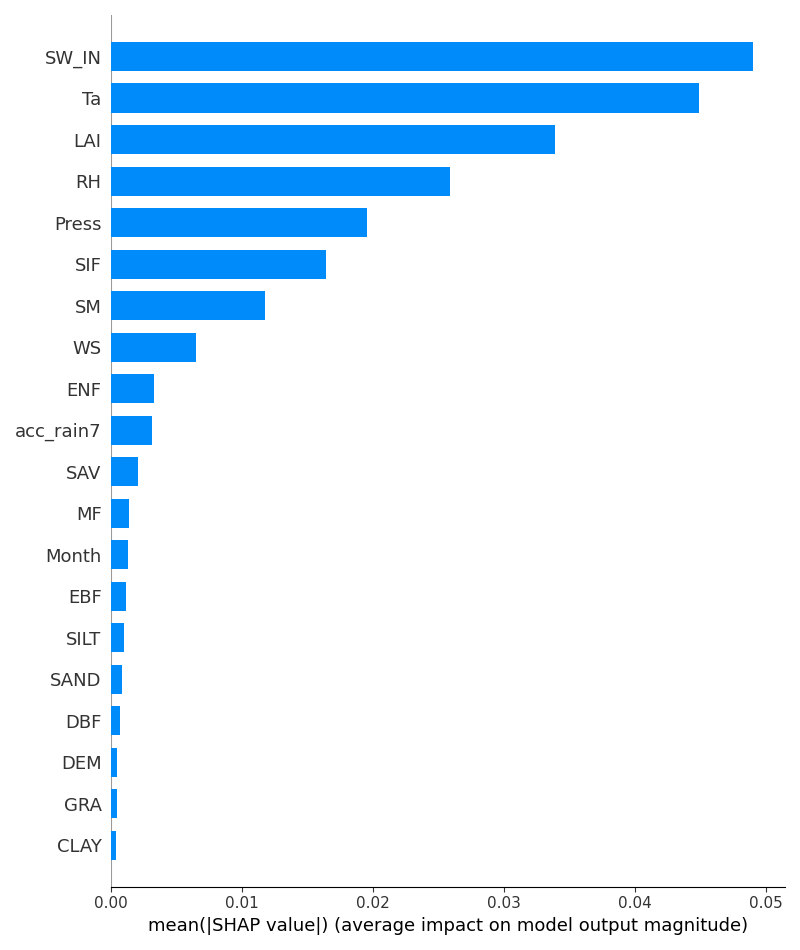 SW_IN
Ta
LAI
RH
Press
SIF
SM
WS
ENF
acc_rain7
SAV
MF
Month
EBF
SILT
SAND
DBF
DEM
GRA
CLAY
0.00 0.01 0.02 0.03 0.04 0.05
mean(|SHAP value|) (average impact on model output magnitude)